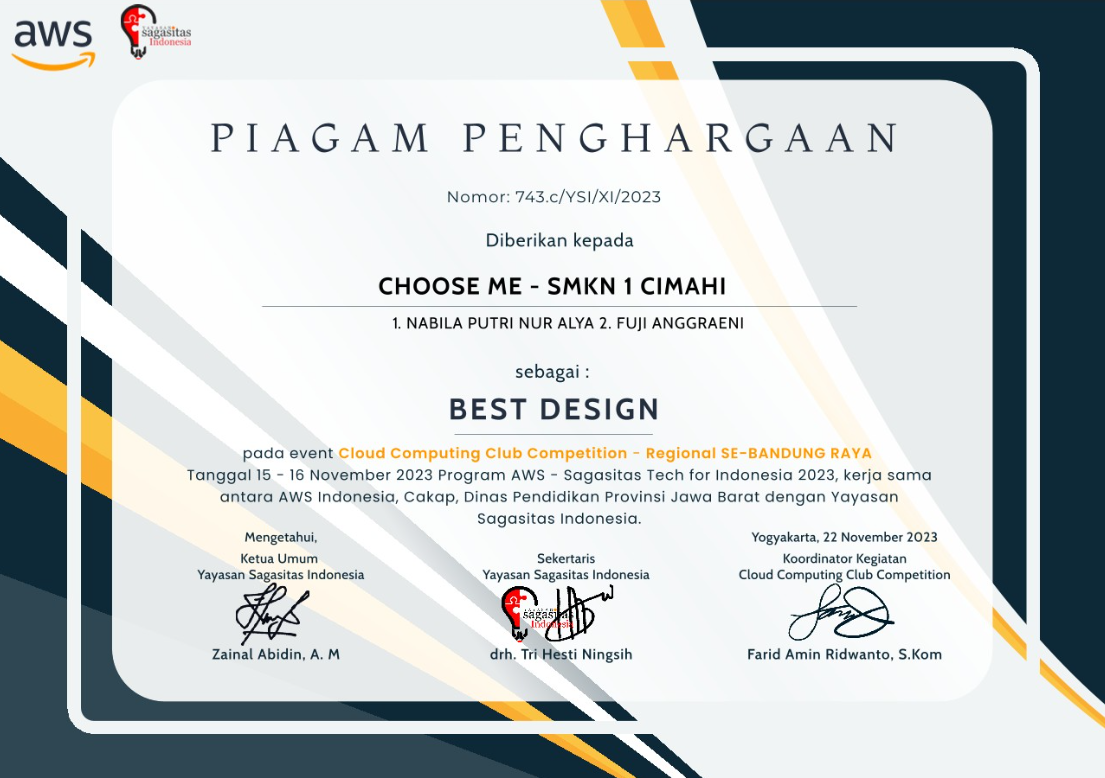 aws
sagasitas
Indonesia
PIAGAM PENGHARGAAN
Nomor: 743.c/YSI/XI/2023
Diberikan kepada
CHOOSE ME - SMKN 1 CIMAHI
1. NABILA PUTRI NUR ALYA 2. FUJI ANGGRAENI
sebagai :
BEST DESIGN
pada event Cloud Computing Club Competition - Regional SE-BANDUNG RAYA
Tanggal 15 - 16 November 2023 Program AWS - Sagasitas Tech for Indonesia 2023, kerja sama
antara AWS Indonesia, Cakap, Dinas Pendidikan Provinsi Jawa Barat dengan Yayasan
Sagasitas Indonesia.
Mengetahui,
Ketua Umum
Yayasan Sagasitas Indonesia
Zainal Abidin, A. M
Sekertaris
Yayasan Sagasitas Indonesia
sagasitas
Indonesia
drh. Tri Hesti Ningsih
Yogyakarta, 22 November 2023
Koordinator Kegiatan
Cloud Computing Club Competition
Farid Amin Ridwanto, S.Kom